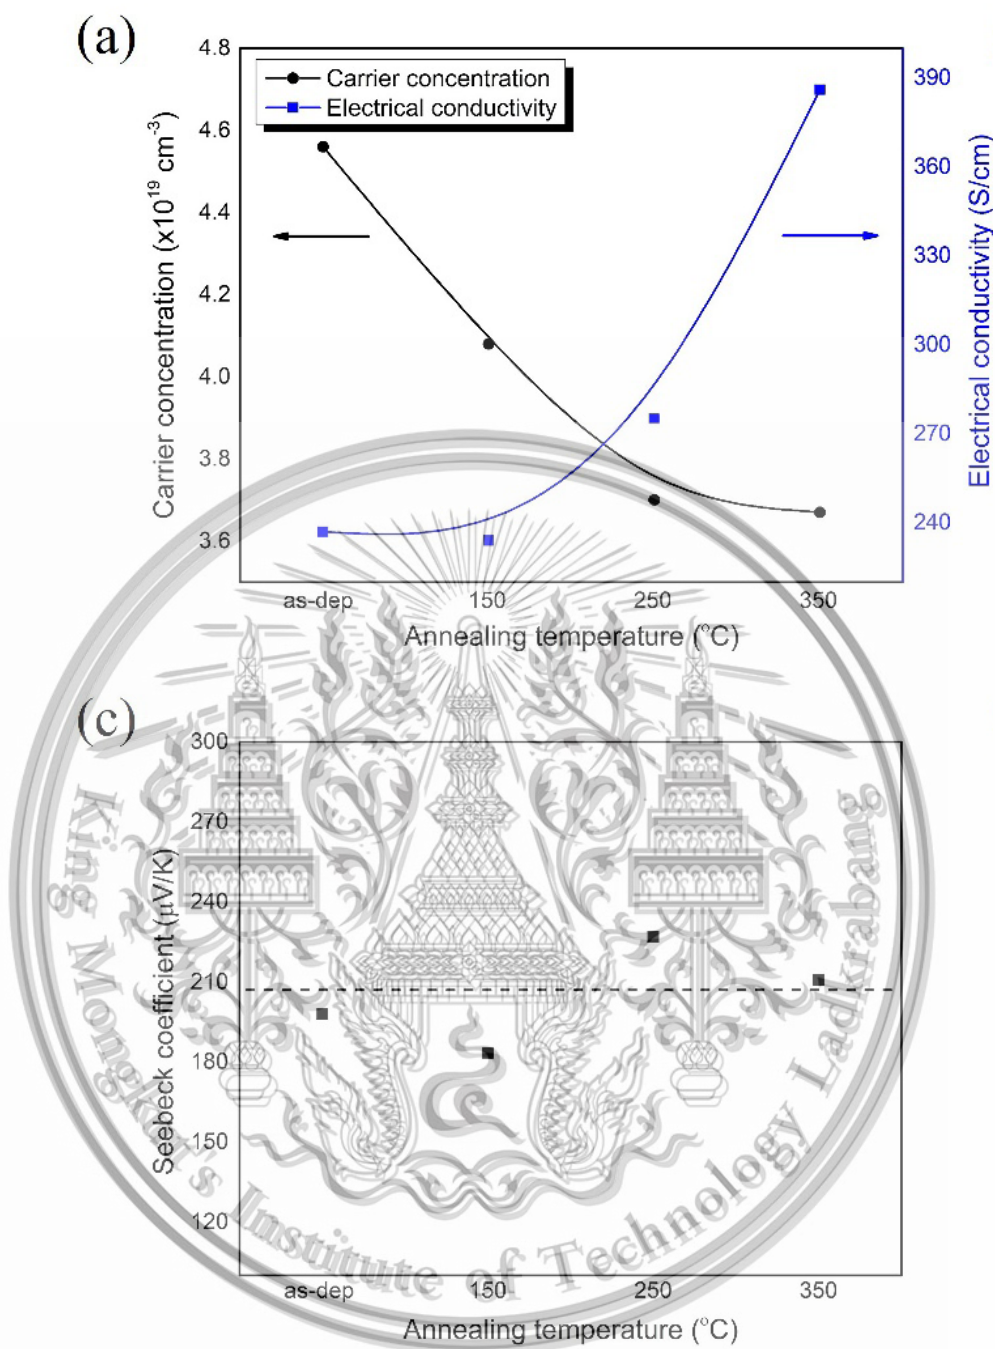 (a)
4.8
4.6
4.4
4.2
4.0
3.8
3.6
Carrier concentration (x10¹⁹ cm⁻³)
Carrier concentration
Electrical conductivity
390
360
330
300
270
240
Electrical conductivity (S/cm)
as-dep 150 250 350
Annealing temperature (°C)
(c)
300
270
240
210
180
150
120
Seebeck coefficient (µV/K)
as-dep 150 250 350
Annealing temperature (°C)
King Mongkut's Institute of Technology Ladkrabang